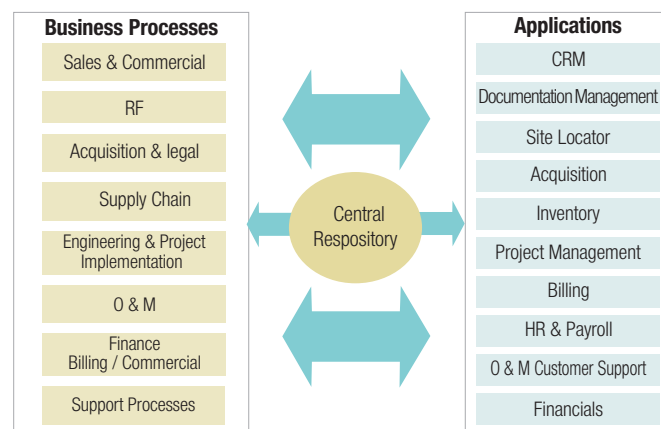 Business Processes
Sales & Commercial
RF
Acquisition & legal
Supply Chain
Engineering & Project
Implementation
O & M
Finance
Billing / Commercial
Support Processes
Central
Respository
Applications
CRM
Documentation Management
Site Locator
Acquisition
Inventory
Project Management
Billing
HR & Payroll
O & M Customer Support
Financials